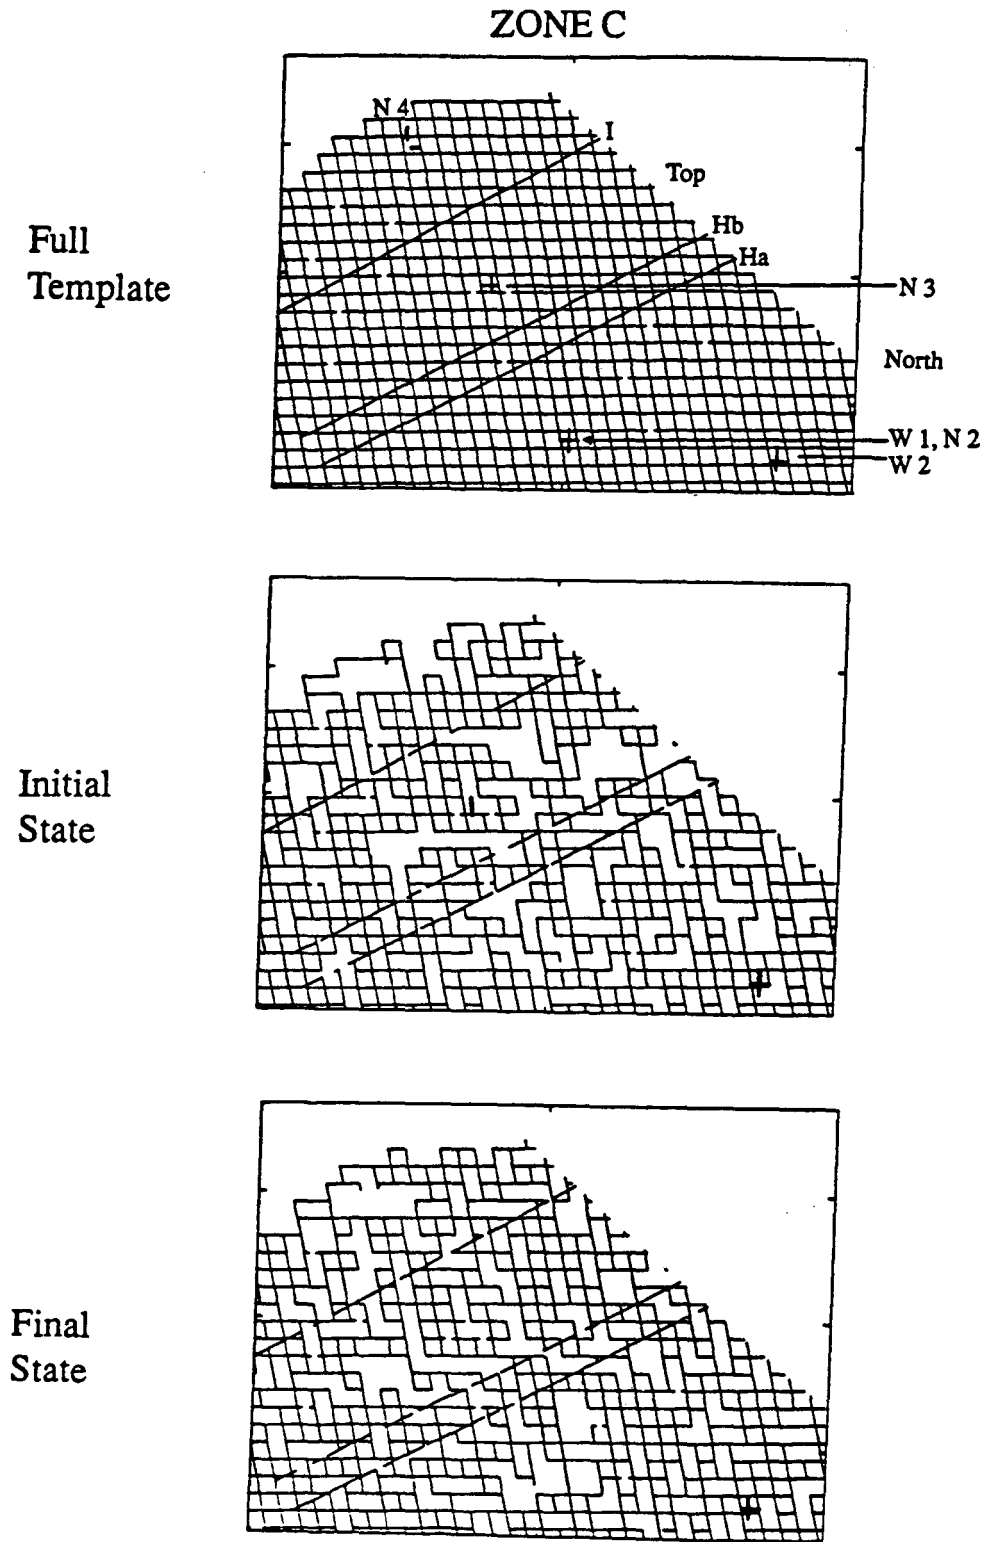 ZONE C
Full
Template
N 4
I
Top
Hb
Ha
N 3
North
W 1, N 2
W 2
Initial
State
Final
State